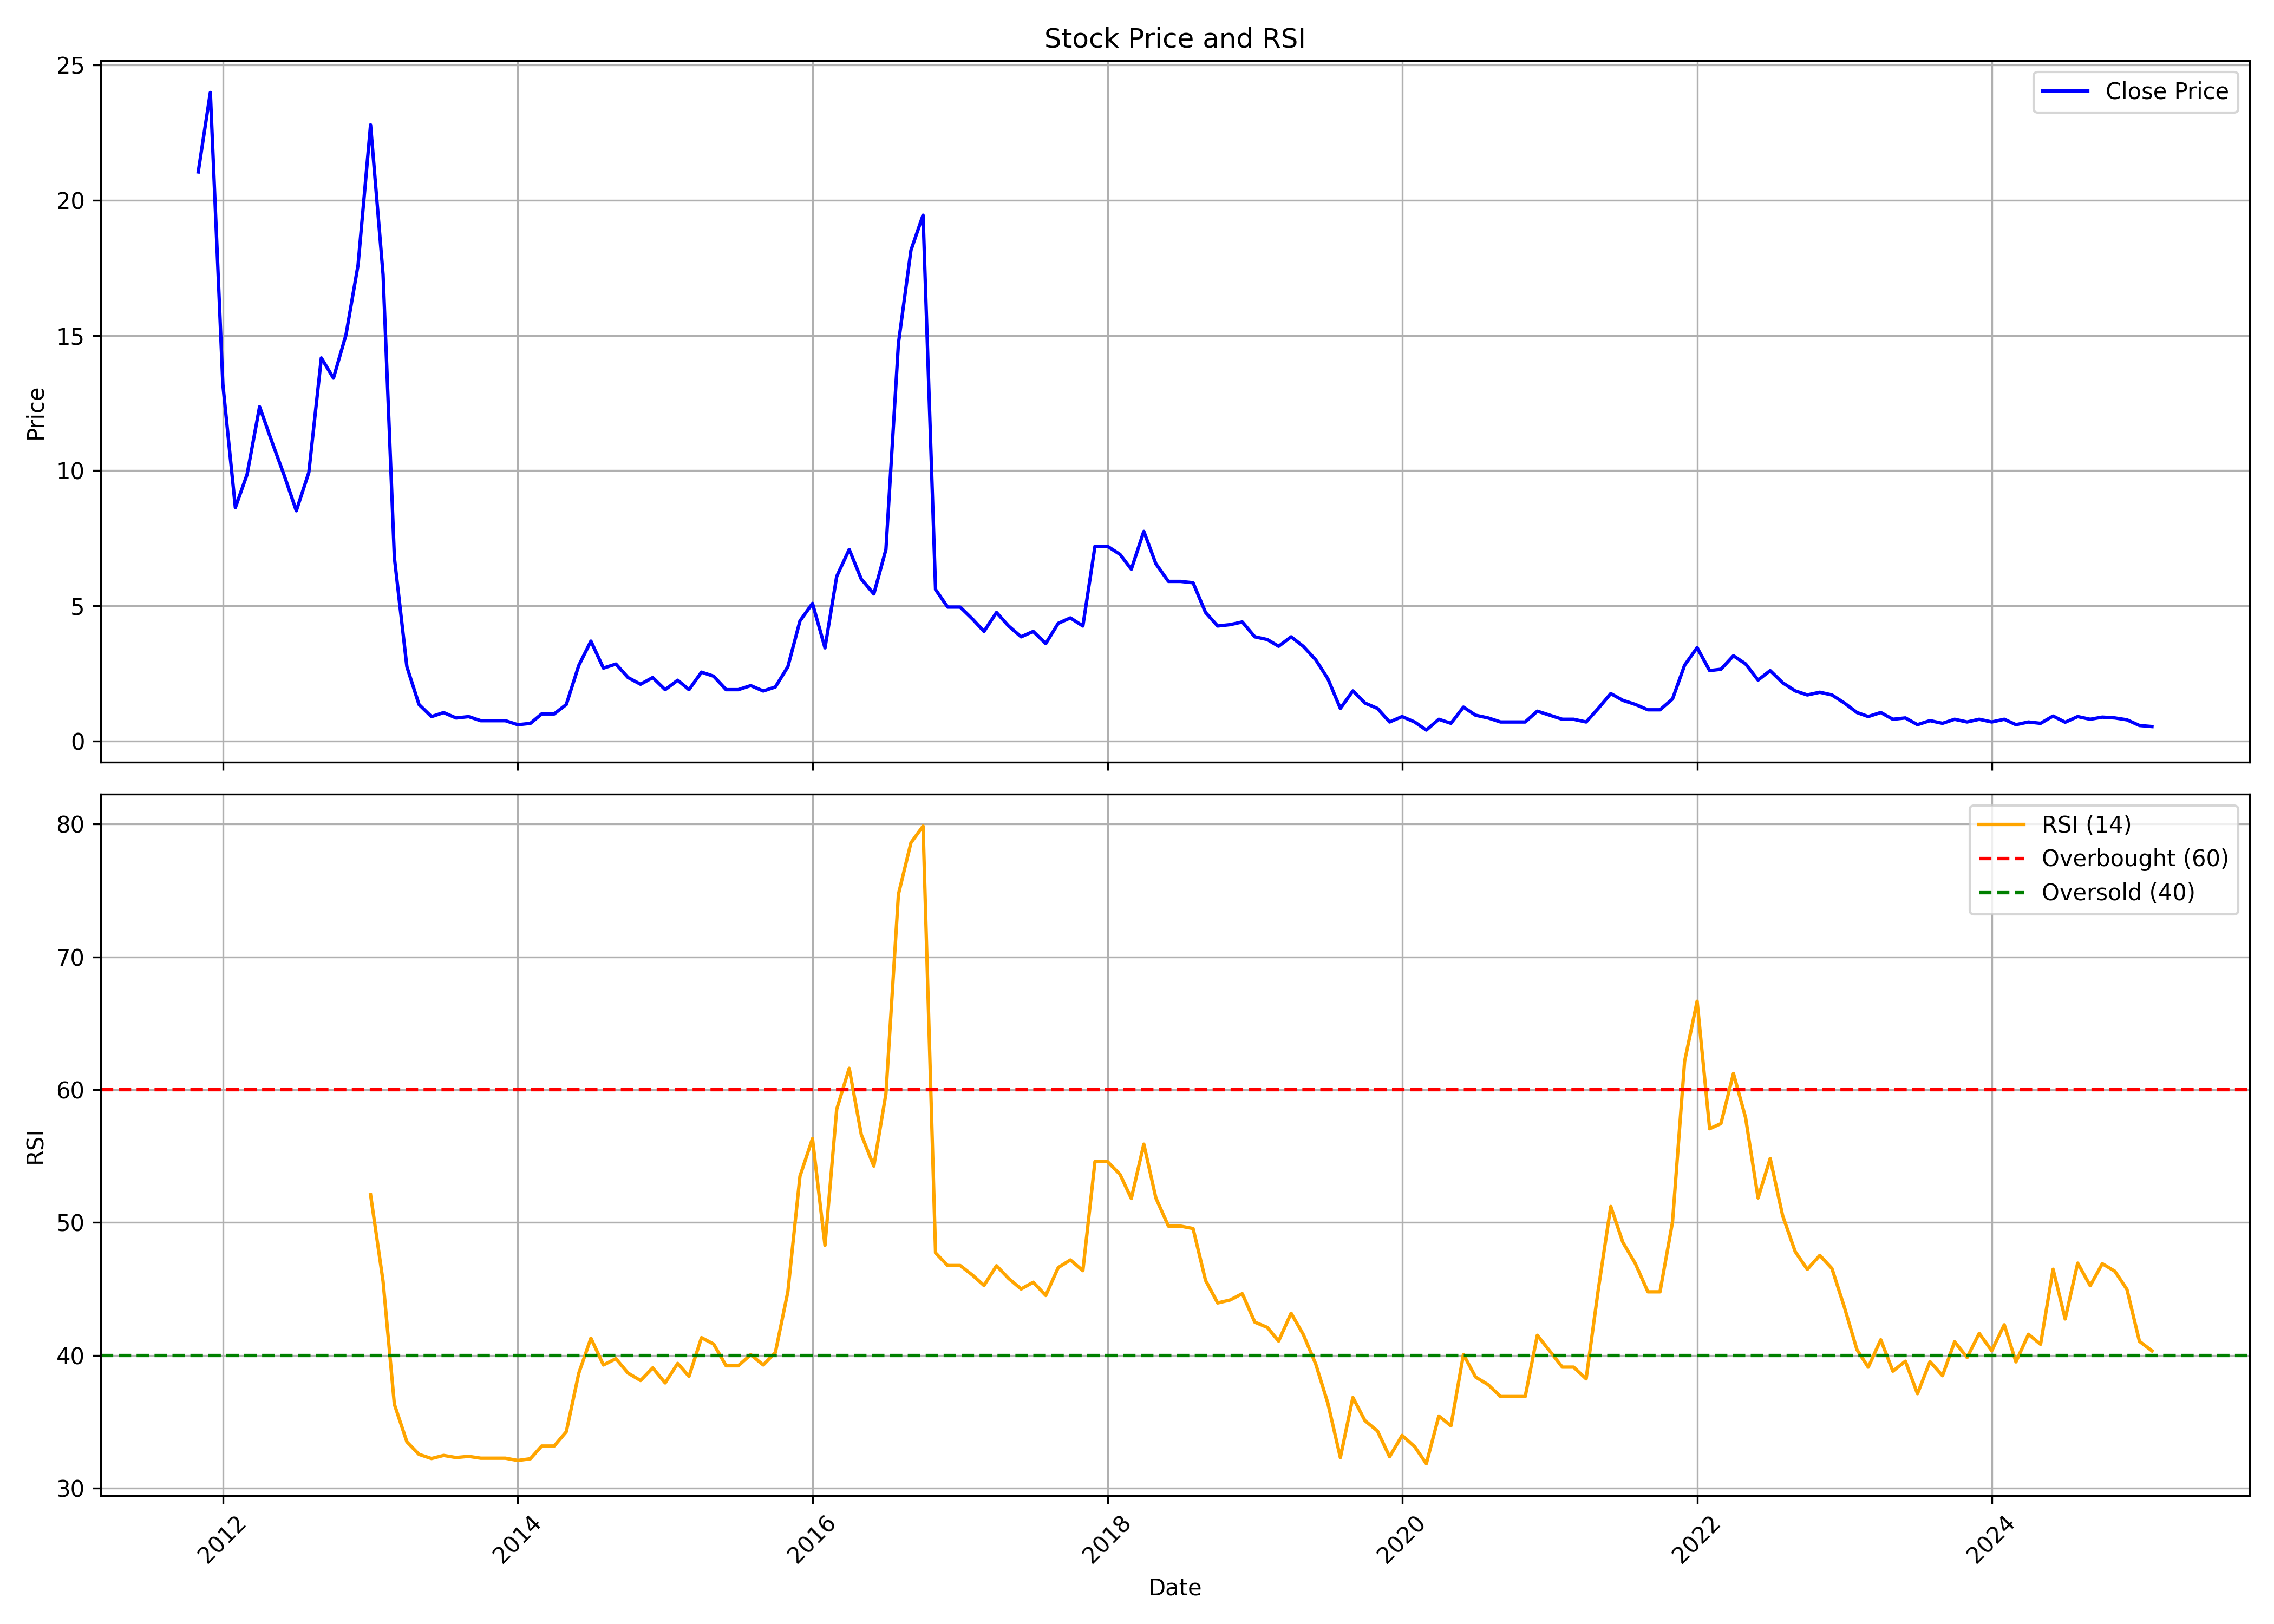 Stock Price and RSI
25
20
15
10
5
0
Price
Close Price
80
70
60
50
40
30
RSI
RSI (14)
Overbought (60)
Oversold (40)
2012
2014
2016
2018
2020
2022
2024
Date